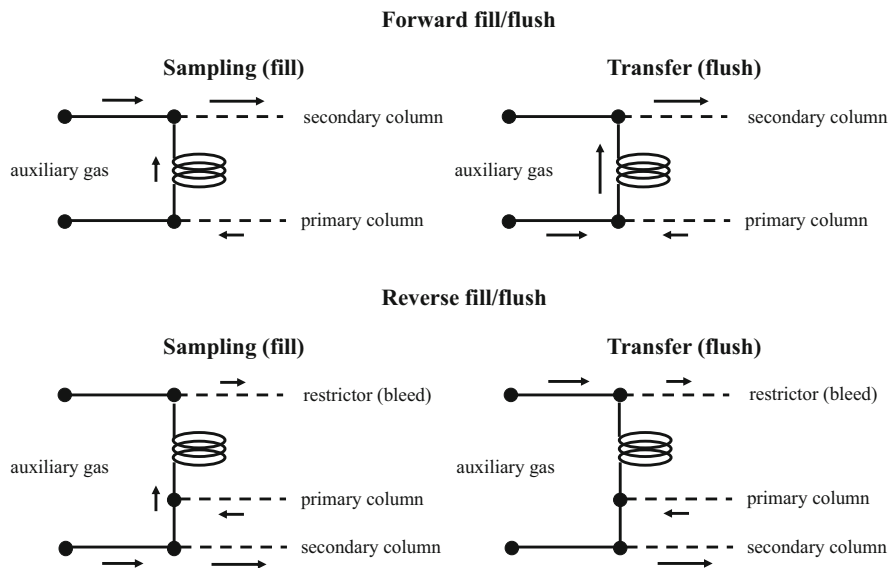 Forward fill/flush
Sampling (fill)
Transfer (flush)
secondary column
secondary column
auxiliary gas
auxiliary gas
primary column
primary column
Reverse fill/flush
Sampling (fill)
Transfer (flush)
restrictor (bleed)
restrictor (bleed)
auxiliary gas
auxiliary gas
primary column
primary column
secondary column
secondary column